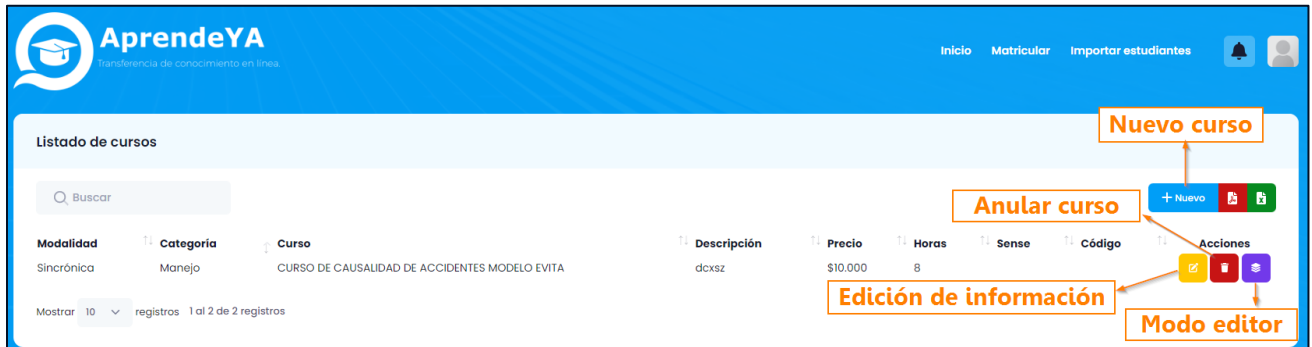 AprendeYA
Transferencia de conocimiento en línea.
Inicio Matricular Importar estudiantes
Nuevo curso
Listado de cursos
Buscar
Anular curso
+ Nuevo
Modalidad Categoría Curso Descripción Precio Horas Sense Código Acciones
Sincrónica Manejo CURSO DE CAUSALIDAD DE ACCIDENTES MODELO EVITA dcxsz $10.000 8
Edición de información
Mostrar 10 registros 1 al 2 de 2 registros
Modo editor